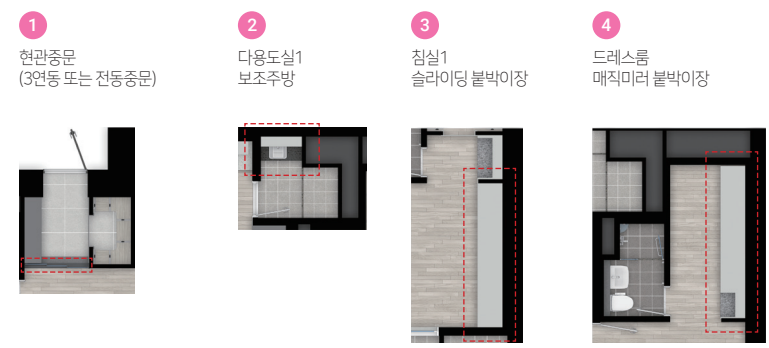 1
현관중문
(3연동 또는 전동중문)
2
다용도실1
보조주방
3
침실1
슬라이딩 붙박이장
4
드레스룸
매직미러 붙박이장